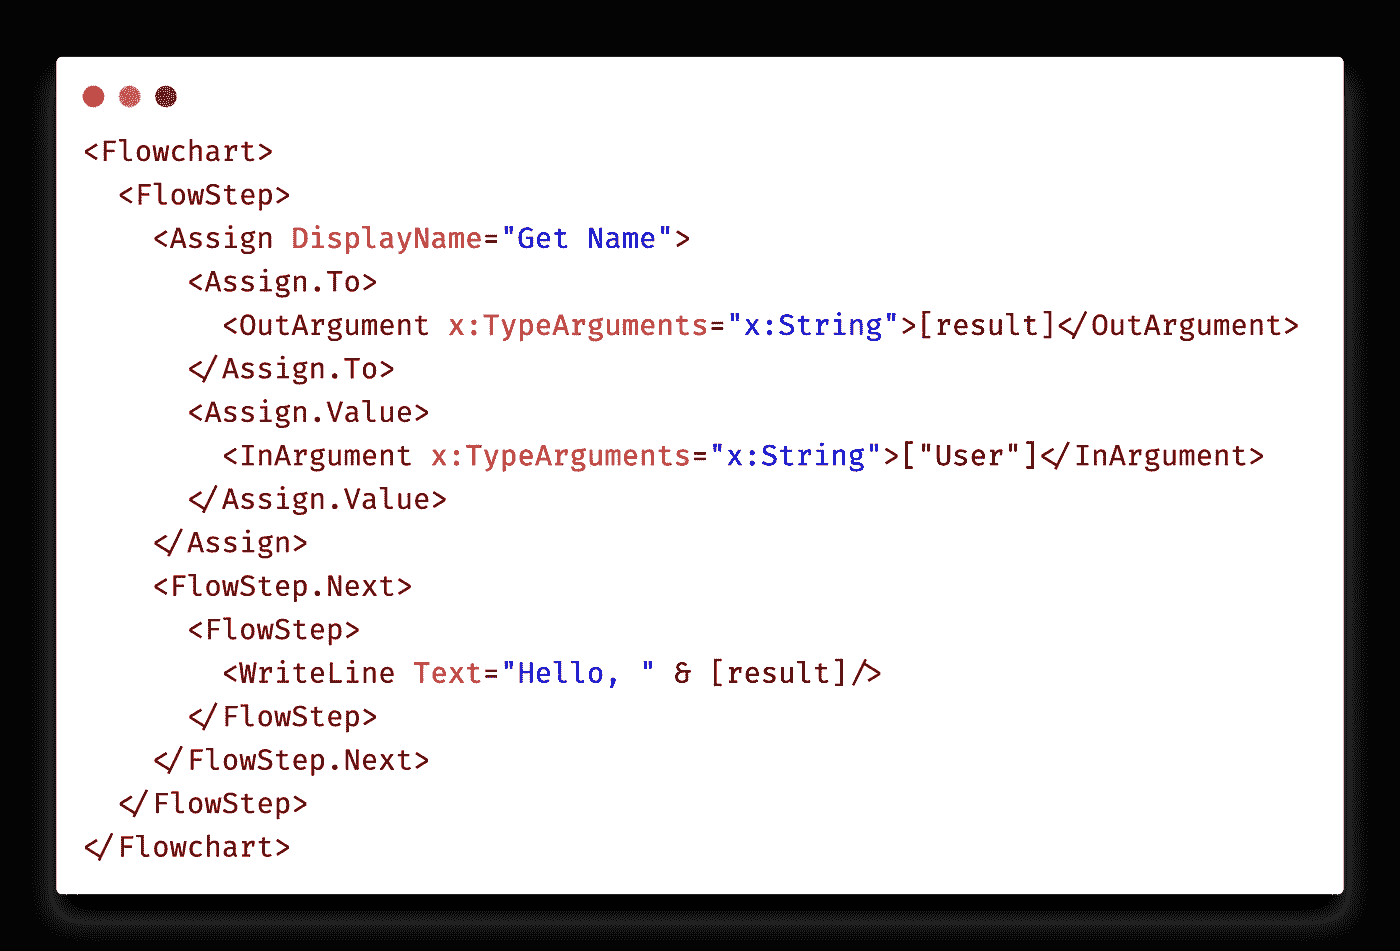 <Flowchart>
  <FlowStep>
    <Assign DisplayName="Get Name">
      <Assign.To>
        <OutArgument x:TypeArguments="x:String">[result]</OutArgument>
      </Assign.To>
      <Assign.Value>
        <InArgument x:TypeArguments="x:String">["User"]</InArgument>
      </Assign.Value>
    </Assign>
    <FlowStep.Next>
      <FlowStep>
        <WriteLine Text="Hello, " & [result]/>
      </FlowStep>
    </FlowStep.Next>
  </FlowStep>
</Flowchart>